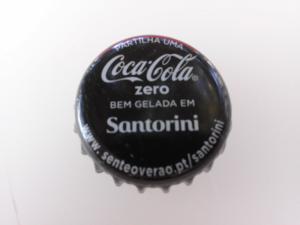 PARTILHA UMA
Coca-Cola®
zero
BEM GELADA EM
Santorini
www.senteoverao.pt/santorini